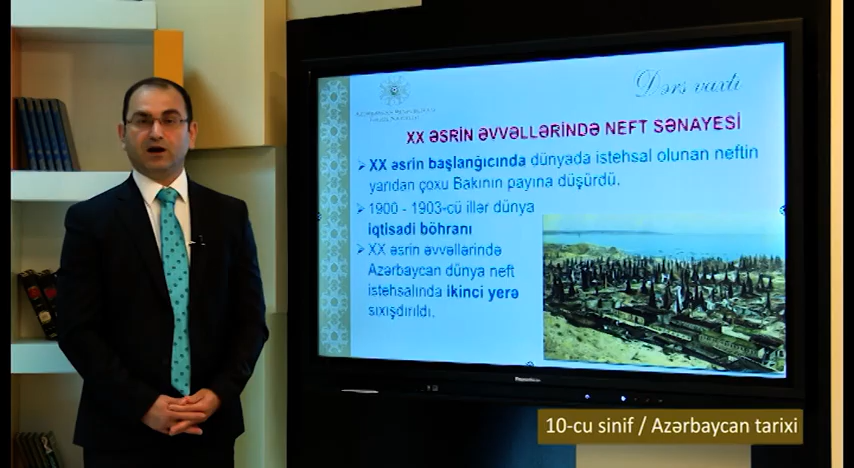 Dərs vaxtı
XX ƏSRİN ƏVVƏLLƏRİNDƏ NEFT SƏNAYESİ
➢ XX əsrin başlanğıcında dünyada istehsal olunan neftin
yarıdan çoxu Bakının payına düşürdü.
➢ 1900 - 1903-cü illər dünya
iqtisadi böhranı
➢ XX əsrin əvvəllərində
Azərbaycan dünya neft
istehsalında ikinci yerə
sıxışdırıldı.
Panasonic
10-cu sinif / Azərbaycan tarixi